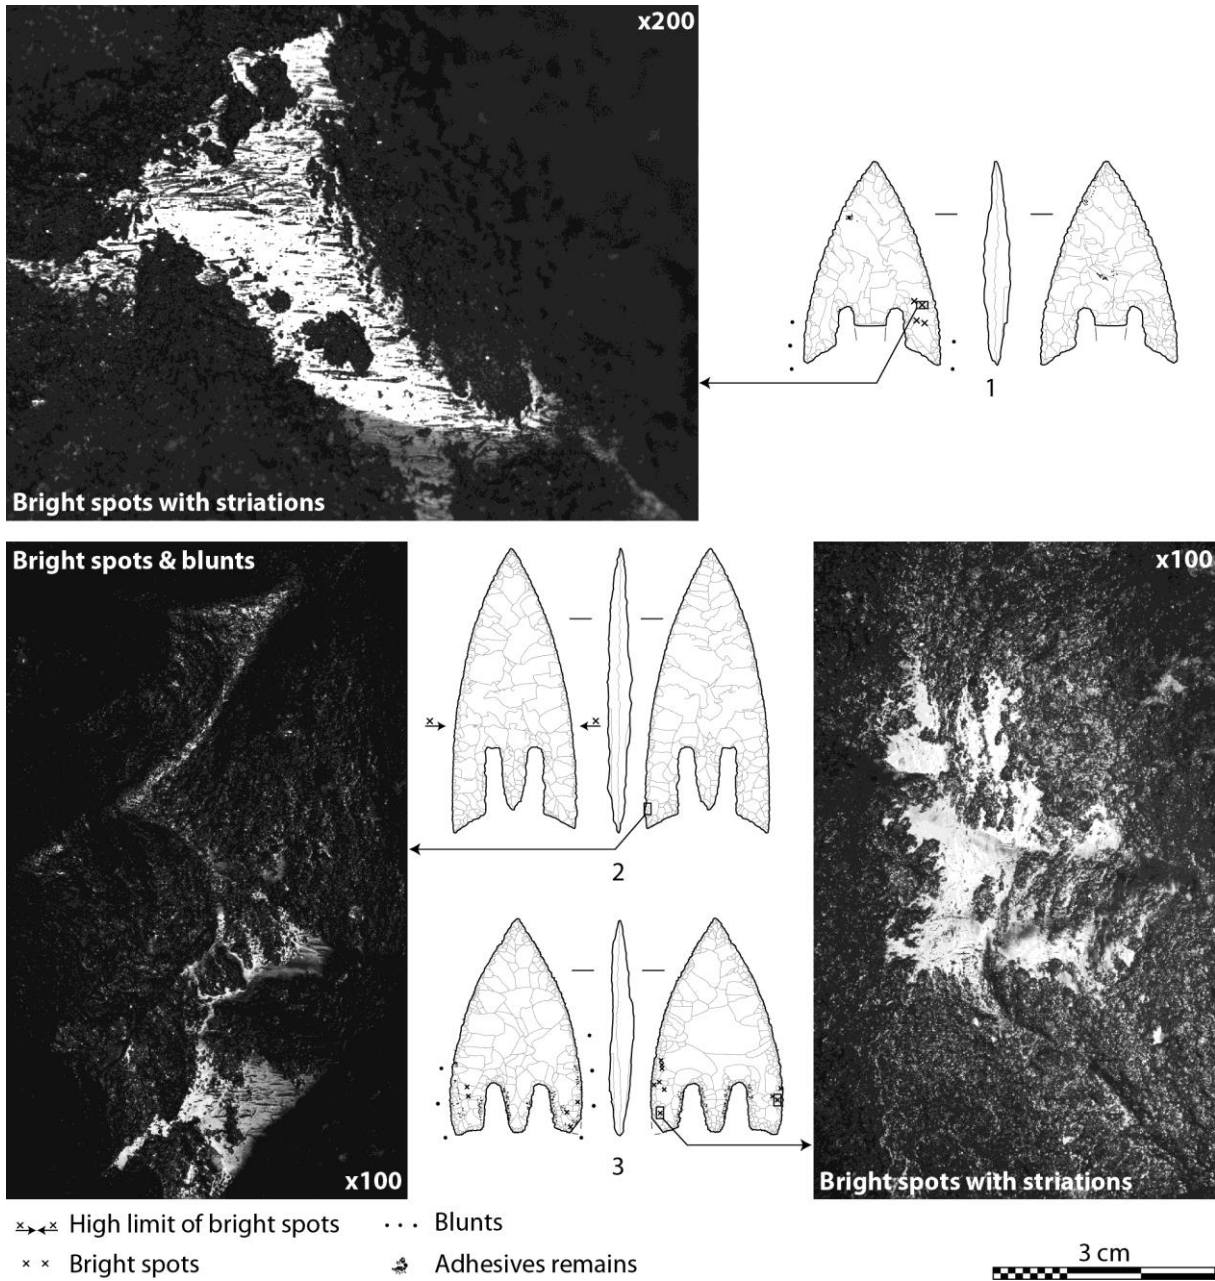 x200
Bright spots with striations
1
Bright spots & blunts
x100
2
x100
3
Bright spots with striations
High limit of bright spots
Blunts
Bright spots
Adhesives remains
3 cm